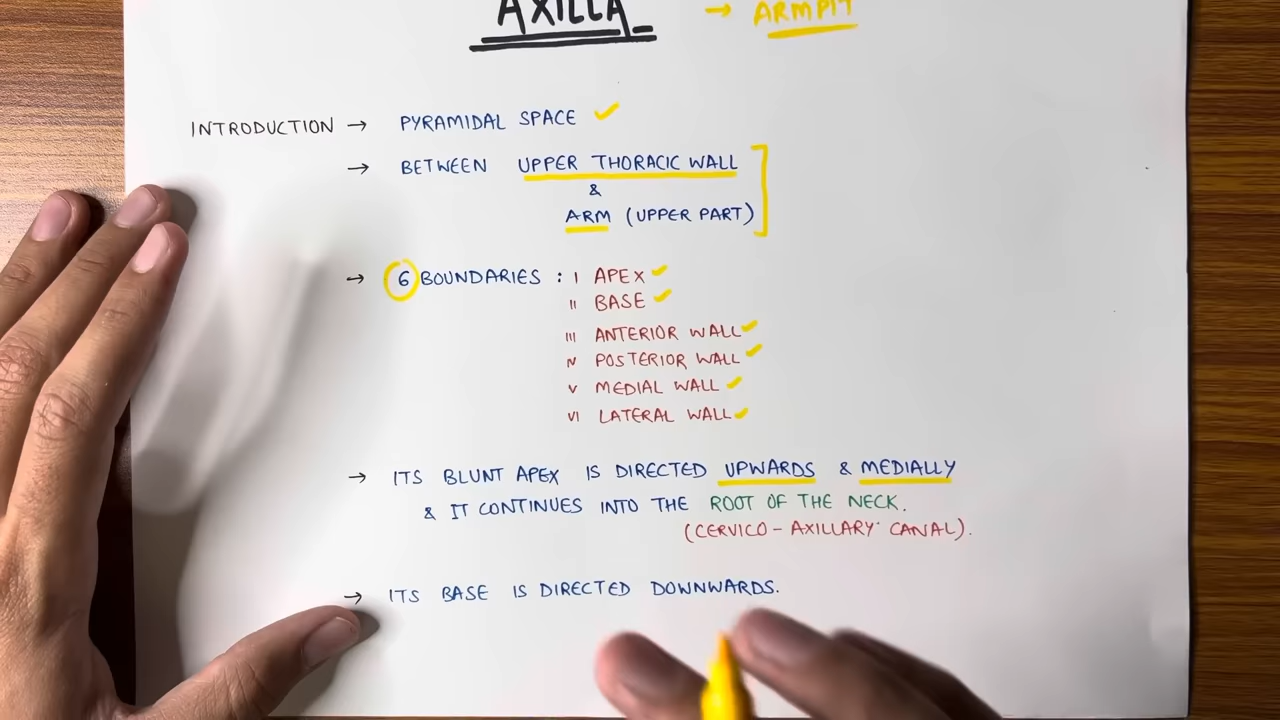 AXILLA → ARMPIT
INTRODUCTION → PYRAMIDAL SPACE
→ BETWEEN UPPER THORACIC WALL
&
ARM (UPPER PART)
→ 6 BOUNDARIES : I APEX
II BASE
III ANTERIOR WALL
IV POSTERIOR WALL
V MEDIAL WALL
VI LATERAL WALL
→ ITS BLUNT APEX IS DIRECTED UPWARDS & MEDIALLY
& IT CONTINUES INTO THE ROOT OF THE NECK.
(CERVICO-AXILLARY CANAL).
→ ITS BASE IS DIRECTED DOWNWARDS.